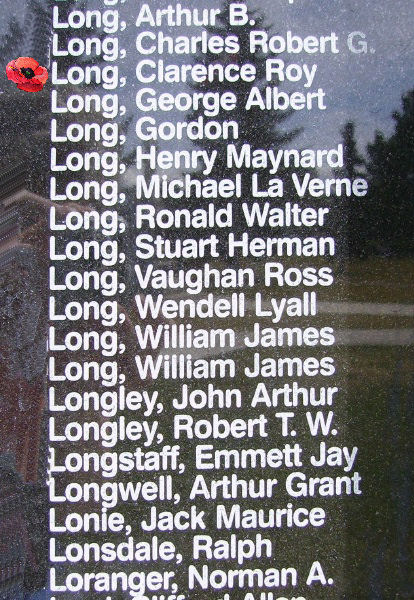 Long, Arthur B.
Long, Charles Robert G.
Long, Clarence Roy
Long, George Albert
Long, Gordon
Long, Henry Maynard
Long, Michael La Verne
Long, Ronald Walter
Long, Stuart Herman
Long, Vaughan Ross
Long, Wendell Lyall
Long, William James
Long, William James
Longley, John Arthur
Longley, Robert T. W.
Longstaff, Emmett Jay
Longwell, Arthur Grant
Lonie, Jack Maurice
Lonsdale, Ralph
Loranger, Norman A.
Clifford Allen